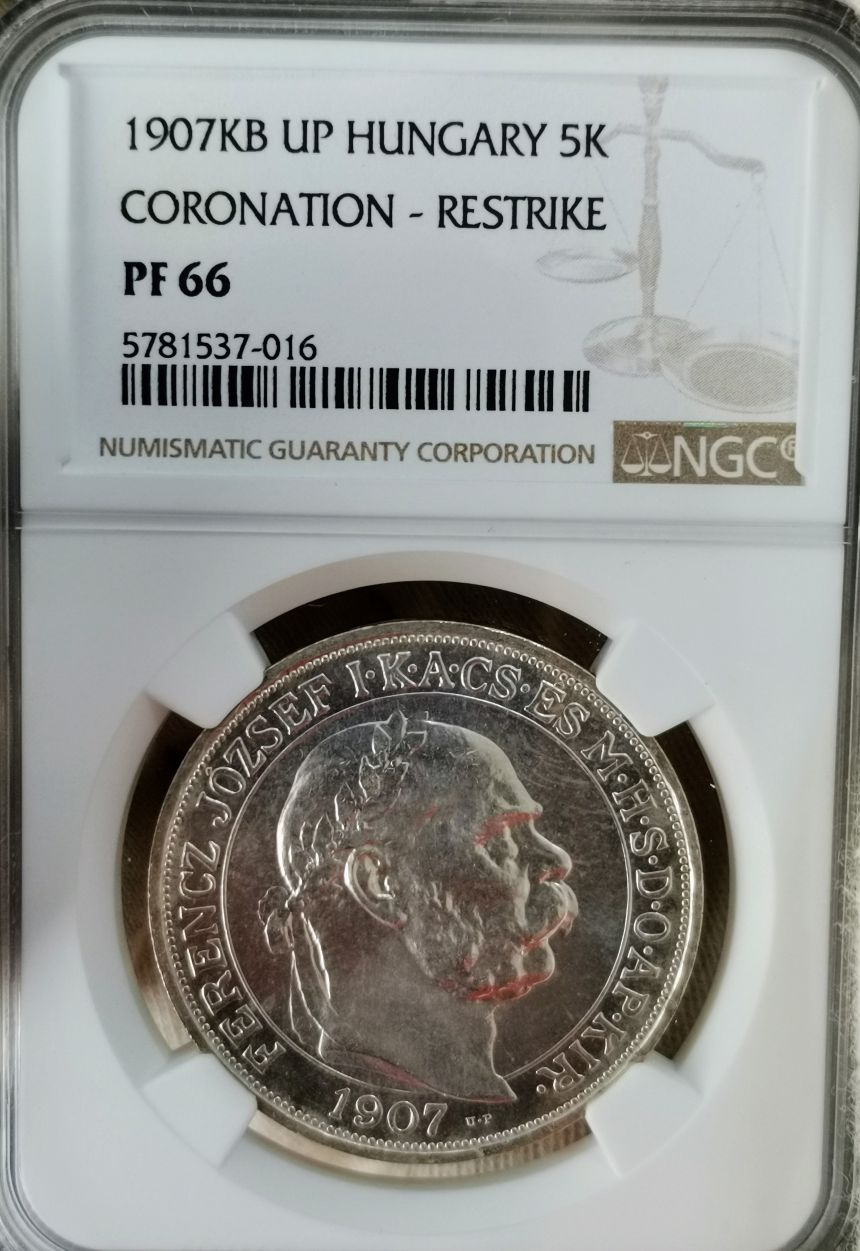 1907KB UP HUNGARY 5K
CORONATION - RESTRIKE
PF 66
5781537-016
NUMISMATIC GUARANTY CORPORATION
NGC®
FERENCZ JÓZSEF I·K·A·CS·ÉS M·H·S·D·O·AP·KIR·
1907
U·P